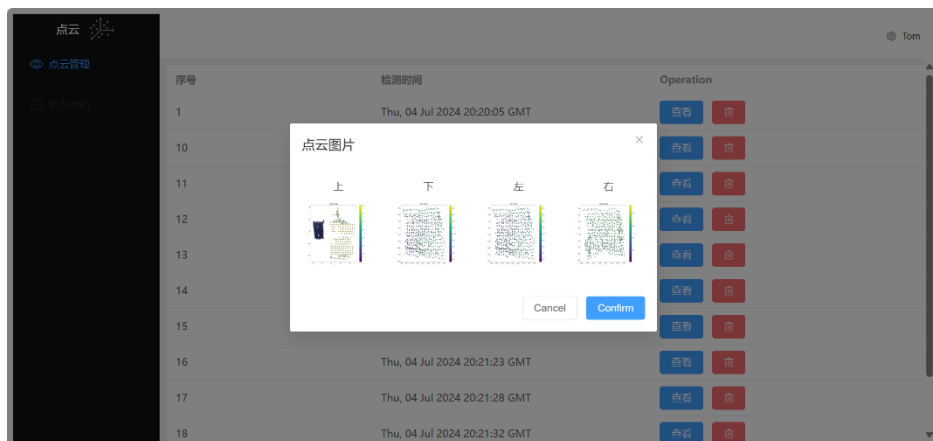 点云
Tom
点云管理
序号 检测时间 Operation
1 Thu, 04 Jul 2024 20:20:05 GMT 查看
10 查看
11 查看
12 查看
13 查看
14 查看
15 查看
16 Thu, 04 Jul 2024 20:21:23 GMT 查看
17 Thu, 04 Jul 2024 20:21:28 GMT 查看
18 Thu, 04 Jul 2024 20:21:32 GMT 查看
点云图片
上 下 左 右
Cancel Confirm